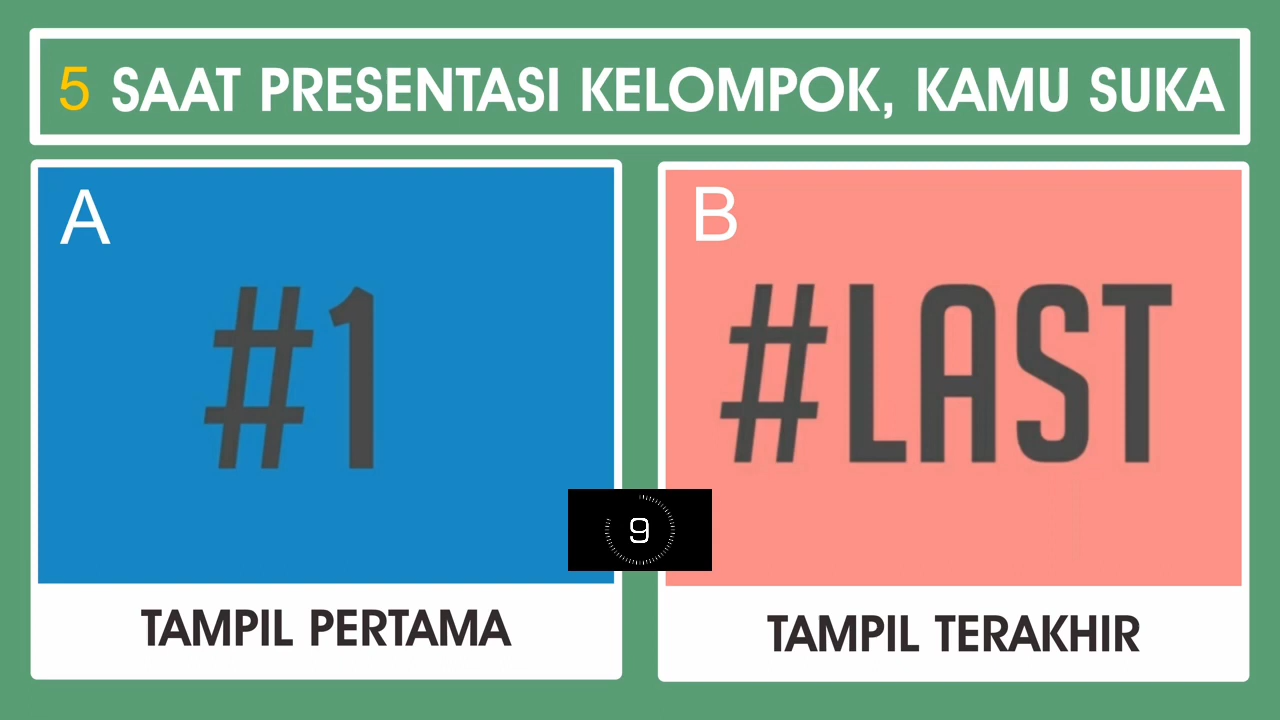 5 SAAT PRESENTASI KELOMPOK, KAMU SUKA
A
#1
TAMPIL PERTAMA
B
#LAST
TAMPIL TERAKHIR
9